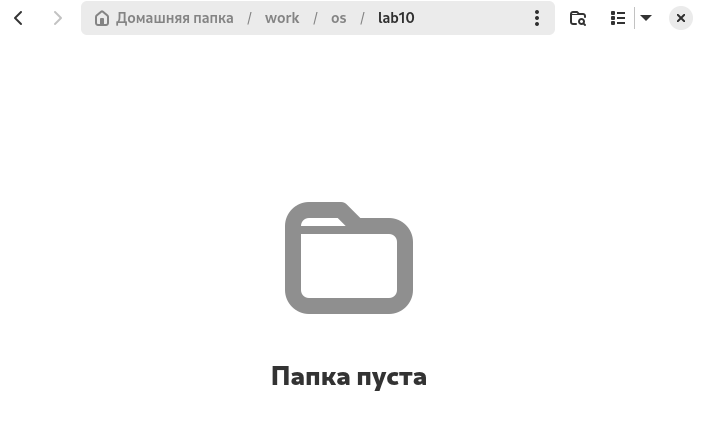 Домашняя папка / work / os / lab10
Папка пуста